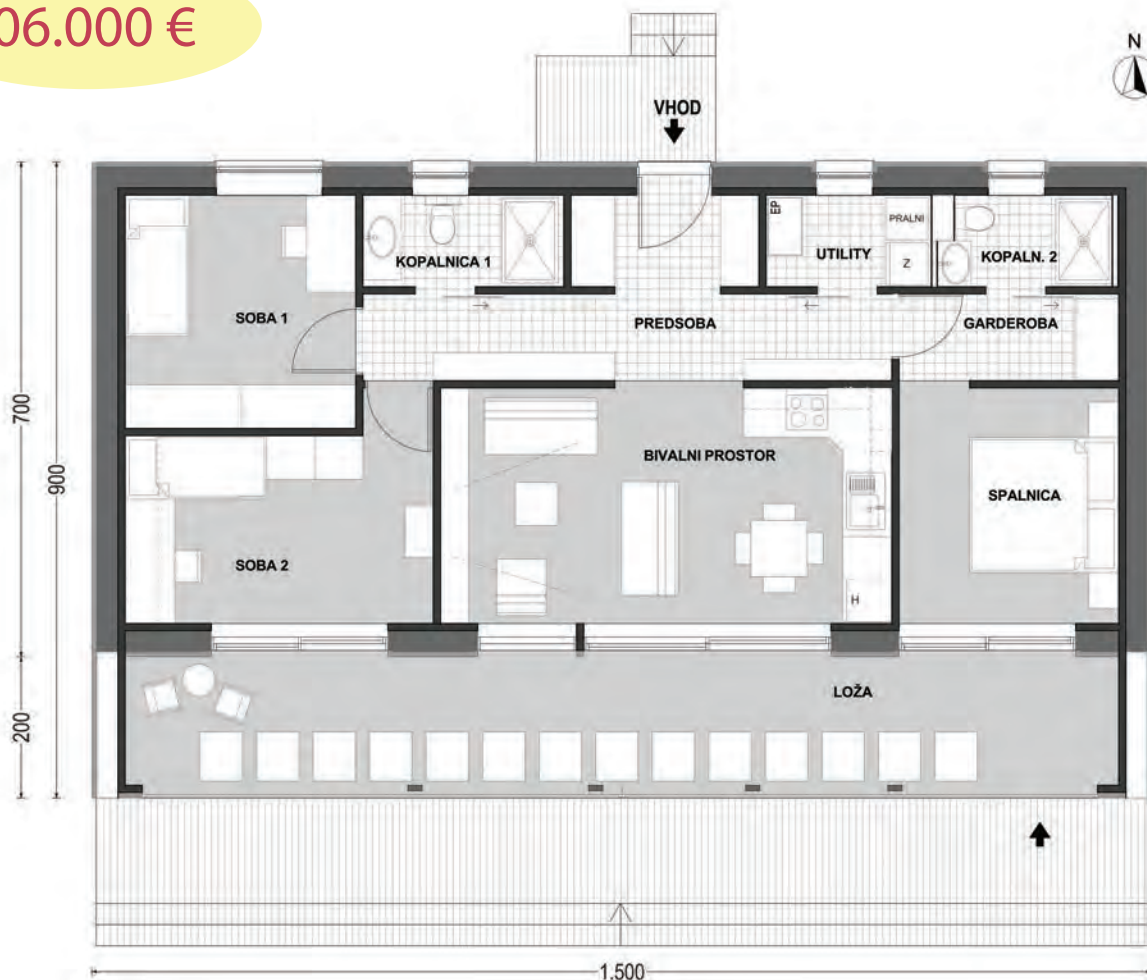 06.000 €
N
VHOD
EP
PRALNI
KOPALNICA 1
UTILITY
Z
KOPALN. 2
SOBA 1
PREDSOBA
GARDEROBA
700
900
BIVALNI PROSTOR
SPALNICA
SOBA 2
H
LOŽA
200
1.500